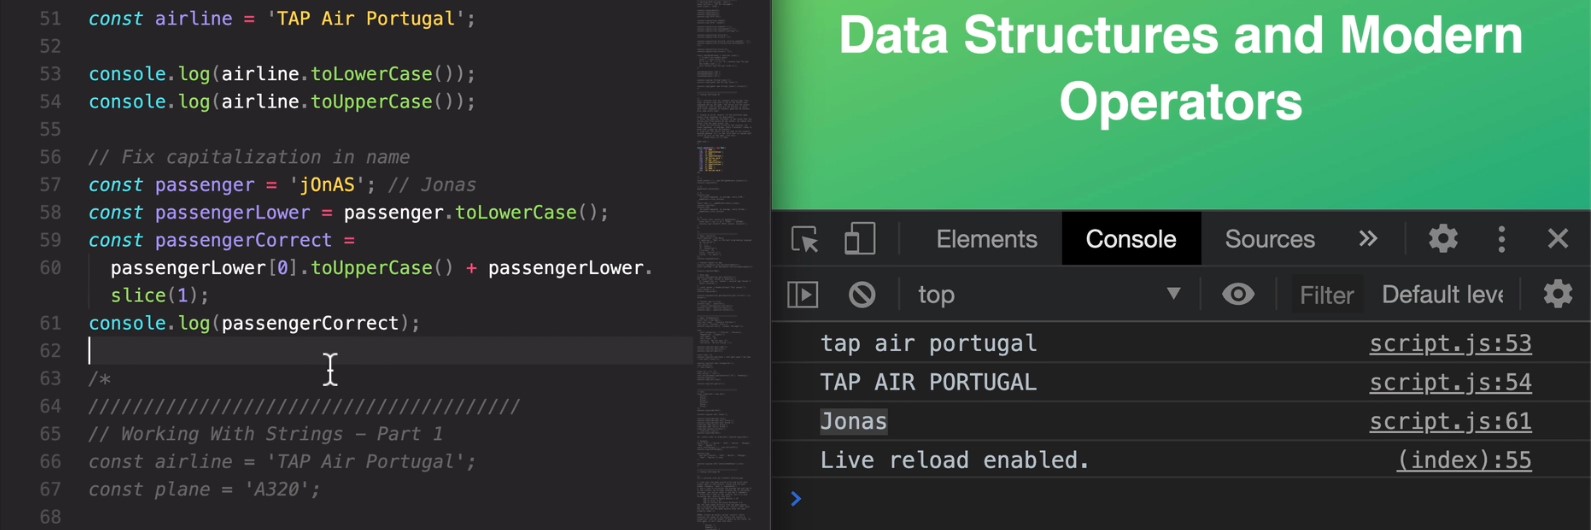 51 const airline = 'TAP Air Portugal';
52
53 console.log(airline.toLowerCase());
54 console.log(airline.toUpperCase());
55
56 // Fix capitalization in name
57 const passenger = 'jOnAS'; // Jonas
58 const passengerLower = passenger.toLowerCase();
59 const passengerCorrect =
60 passengerLower[0].toUpperCase() + passengerLower.
slice(1);
61 console.log(passengerCorrect);
62
63 /*
64 ///////////////////////////////////////
65 // Working With Strings - Part 1
66 const airline = 'TAP Air Portugal';
67 const plane = 'A320';
68
Data Structures and Modern
Operators
Elements Console Sources »
top Filter Default leve
tap air portugal script.js:53
TAP AIR PORTUGAL script.js:54
Jonas script.js:61
Live reload enabled. (index):55